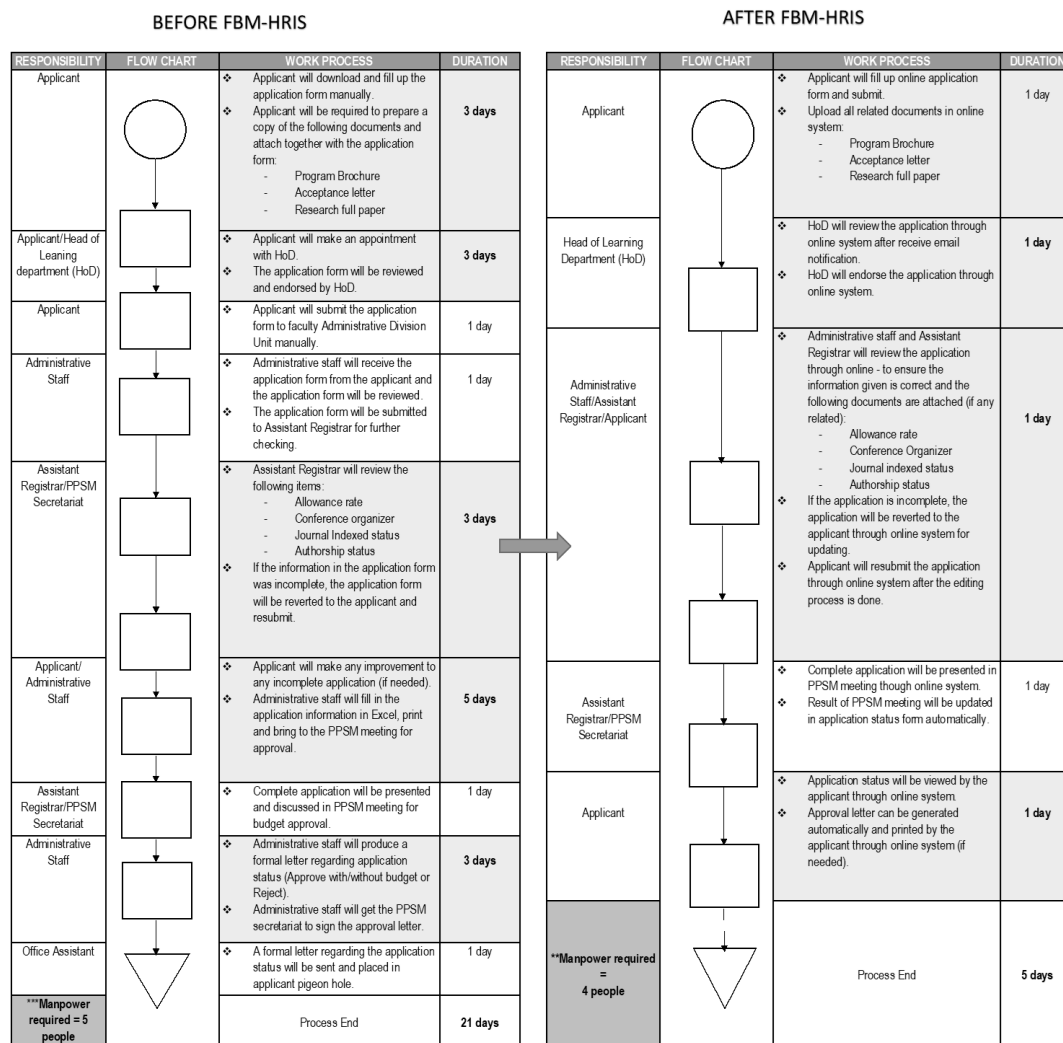 BEFORE FBM-HRIS
RESPONSIBILITY FLOW CHART WORK PROCESS DURATION
Applicant
❖ Applicant will download and fill up the
application form manually.
❖ Applicant will be required to prepare a
copy of the following documents and
attach together with the application
form:
- Program Brochure
- Acceptance letter
- Research full paper
3 days
Applicant/Head of
Leaning
department (HoD)
❖ Applicant will make an appointment
with HoD.
❖ The application form will be reviewed
and endorsed by HoD.
3 days
Applicant
❖ Applicant will submit the application
form to faculty Administrative Division
Unit manually.
1 day
Administrative
Staff
❖ Administrative staff will receive the
application form from the applicant and
the application form will be reviewed.
❖ The application form will be submitted
to Assistant Registrar for further
checking.
1 day
Assistant
Registrar/PPSM
Secretariat
❖ Assistant Registrar will review the
following items:
- Allowance rate
- Conference organizer
- Journal Indexed status
- Authorship status
❖ If the information in the application form
was incomplete, the application form
will be reverted to the applicant and
resubmit.
3 days
Applicant/
Administrative
Staff
❖ Applicant will make any improvement to
any incomplete application (if needed).
❖ Administrative staff will fill in the
application information in Excel, print
and bring to the PPSM meeting for
approval.
5 days
Assistant
Registrar/PPSM
Secretariat
❖ Complete application will be presented
and discussed in PPSM meeting for
budget approval.
1 day
Administrative
Staff
❖ Administrative staff will produce a
formal letter regarding application
status (Approve with/without budget or
Reject).
❖ Administrative staff will get the PPSM
secretariat to sign the approval letter.
3 days
Office Assistant
❖ A formal letter regarding the application
status will be sent and placed in
applicant pigeon hole.
1 day
***Manpower
required = 5
people
Process End
21 days
AFTER FBM-HRIS
RESPONSIBILITY FLOW CHART WORK PROCESS DURATION
Applicant
❖ Applicant will fill up online application
form and submit.
❖ Upload all related documents in online
system:
- Program Brochure
- Acceptance letter
- Research full paper
1 day
Head of Learning
Department (HoD)
❖ HoD will review the application through
online system after receive email
notification.
❖ HoD will endorse the application through
online system.
1 day
Administrative
Staff/Assistant
Registrar/Applicant
❖ Administrative staff and Assistant
Registrar will review the application
through online - to ensure the
information given is correct and the
following documents are attached (if any
related):
- Allowance rate
- Conference Organizer
- Journal indexed status
- Authorship status
❖ If the application is incomplete, the
application will be reverted to the
applicant through online system for
updating.
❖ Applicant will resubmit the application
through online system after the editing
process is done.
1 day
Assistant
Registrar/PPSM
Secretariat
❖ Complete application will be presented in
PPSM meeting though online system.
❖ Result of PPSM meeting will be updated
in application status form automatically.
1 day
Applicant
❖ Application status will be viewed by the
applicant through online system.
❖ Approval letter can be generated
automatically and printed by the
applicant through online system (if
needed).
1 day
**Manpower required
=
4 people
Process End
5 days